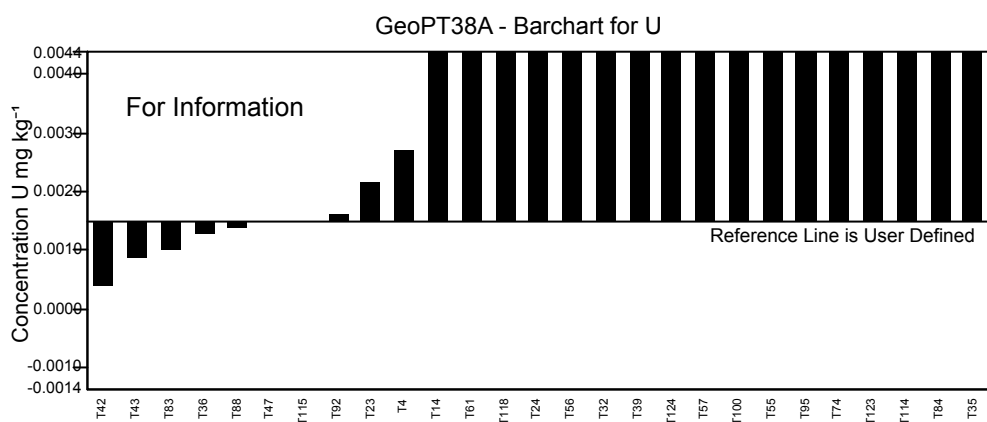 GeoPT38A - Barchart for U
Concentration U mg kg⁻¹
0.0044
0.0040
0.0030
0.0020
0.0010
0.0000
-0.0010
-0.0014
For Information
Reference Line is User Defined
T42 T43 T83 T36 T88 T47 T115 T92 T23 T4 T14 T61 T118 T24 T56 T32 T39 T124 T57 T100 T55 T95 T74 T123 T114 T84 T35